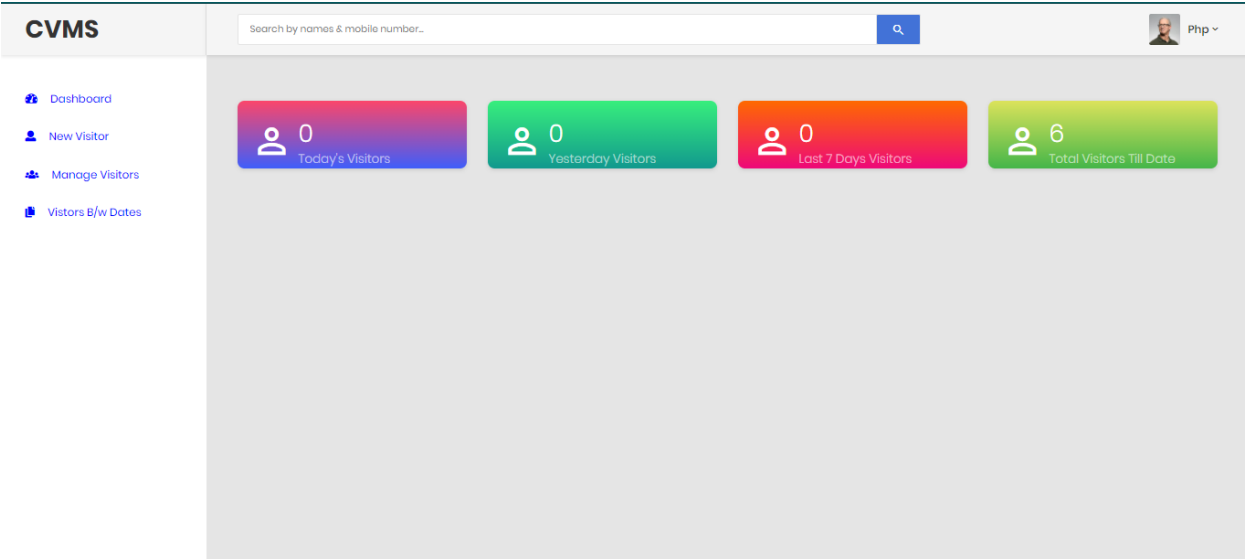 CVMS
Search by names & mobile number...
Php
Dashboard
New Visitor
Manage Visitors
Vistors B/w Dates
0
Today's Visitors
0
Yesterday Visitors
0
Last 7 Days Visitors
6
Total Visitors Till Date